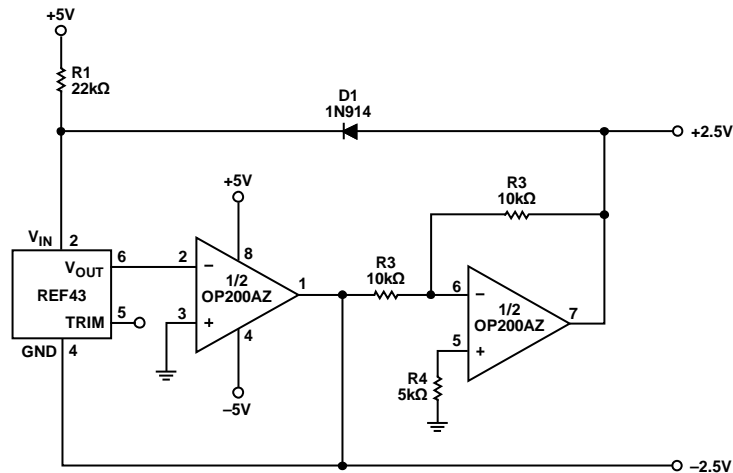 +5V
R1
22kΩ
D1
1N914
+2.5V
+5V
R3
10kΩ
VIN
2
6
VOUT
REF43
TRIM
5
GND
4
2
8
1/2
OP200AZ
1
3
4
–5V
R3
10kΩ
6
1/2
OP200AZ
7
5
R4
5kΩ
–2.5V